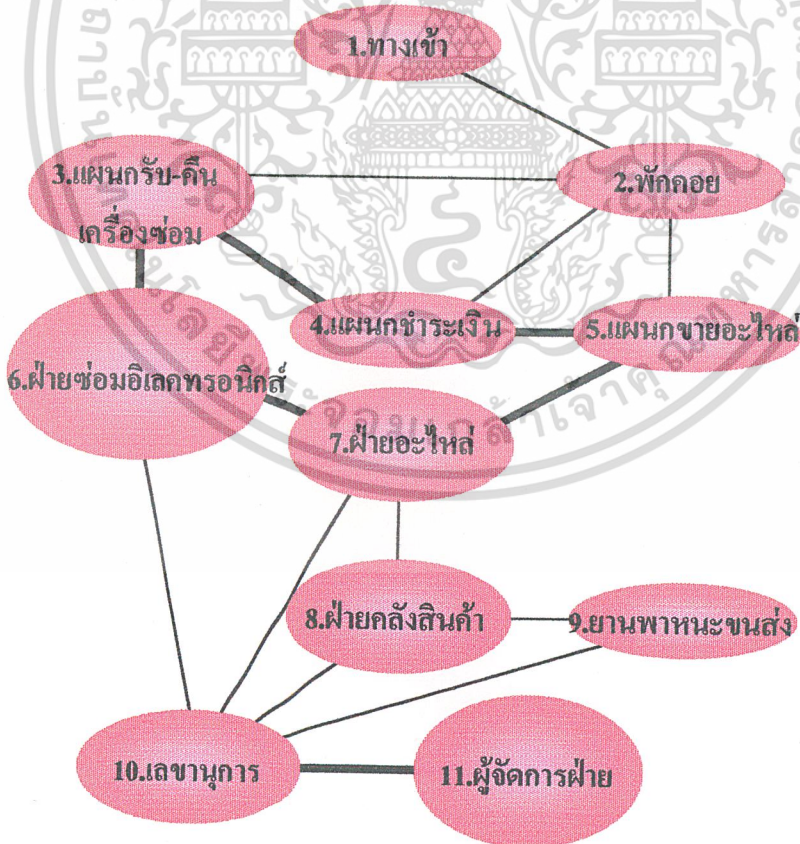 1.ทางเข้า
2.พักคอย
3.แผนกรับ-คืน
เครื่องซ่อม
4.แผนกชำระเงิน
5.แผนกขายอะไหล่
6.ฝ่ายซ่อมอิเลคทรอนิคส์
7.ฝ่ายอะไหล่
8.ฝ่ายคลังสินค้า
9.ยานพาหนะขนส่ง
10.เลขานุการ
11.ผู้จัดการฝ่าย